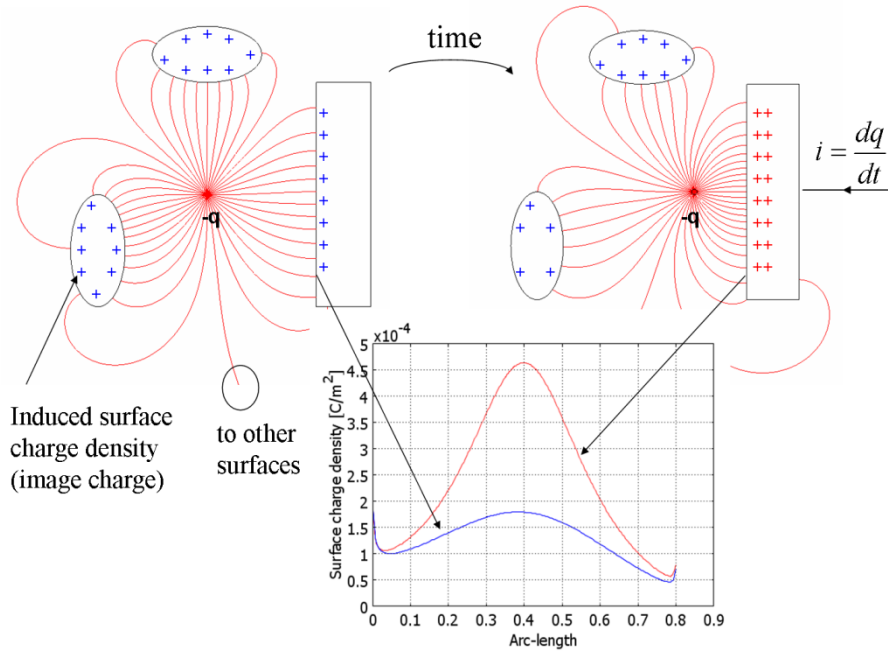 time
-q
-q
i = dq/dt
Induced surface
charge density
(image charge)
to other
surfaces
x10^-4
5
4.5
4
3.5
3
2.5
2
1.5
1
0.5
0
Surface charge density [C/m^2]
0 0.1 0.2 0.3 0.4 0.5 0.6 0.7 0.8 0.9
Arc-length